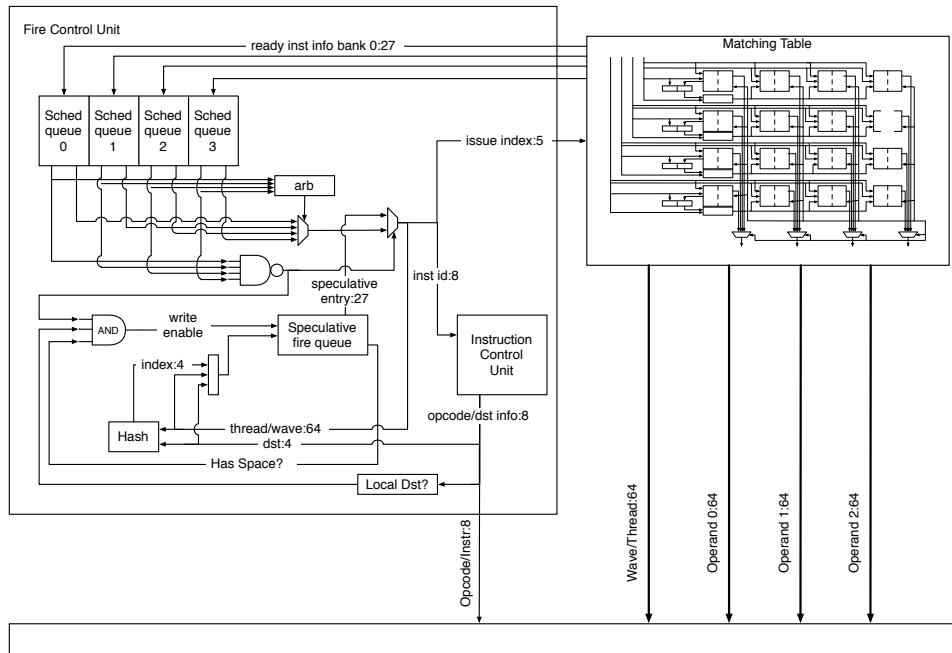 Fire Control Unit
ready inst info bank 0:27
Matching Table
Sched
queue
0
Sched
queue
1
Sched
queue
2
Sched
queue
3
issue index:5
arb
speculative
entry:27
inst id:8
AND
write
enable
Speculative
fire queue
Instruction
Control
Unit
index:4
opcode/dst info:8
Hash
thread/wave:64
dst:4
Has Space?
Local Dst?
Opcode/Instr:8
Wave/Thread:64
Operand 0:64
Operand 1:64
Operand 2:64